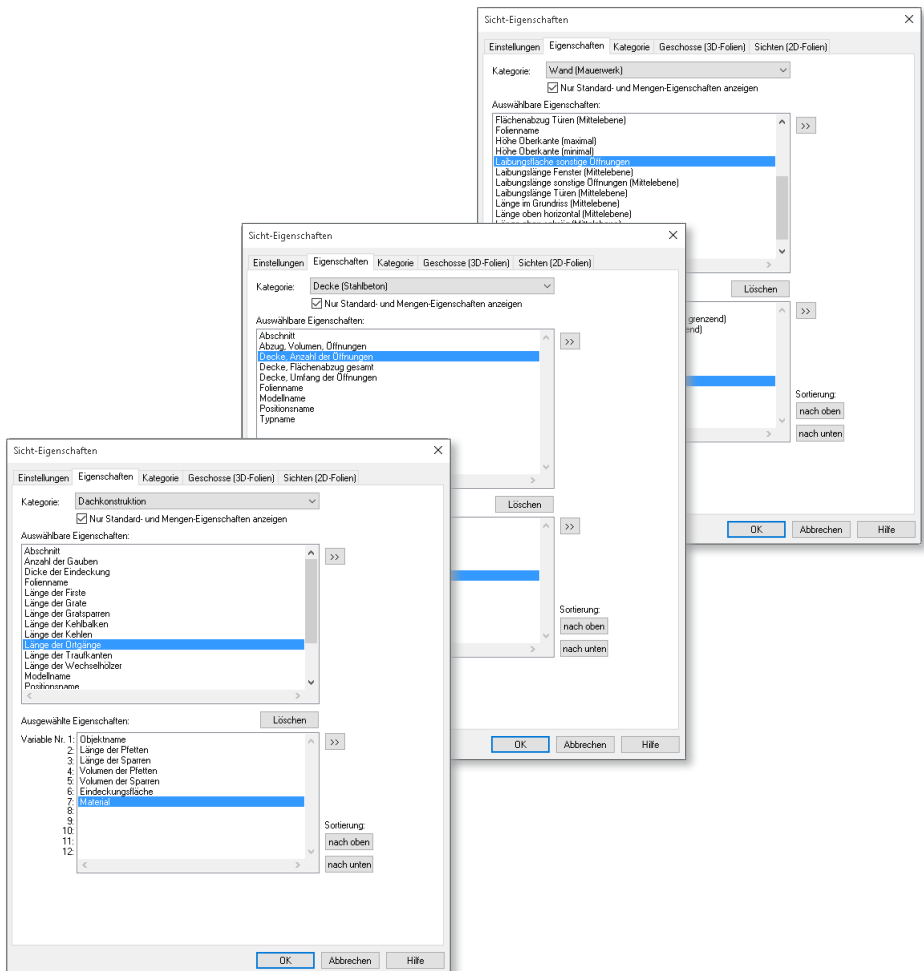 Sicht-Eigenschaften
Einstellungen Eigenschaften Kategorie Geschosse (3D-Folien) Sichten (2D-Folien)
Kategorie: Wand (Mauerwerk)
Nur Standard- und Mengen-Eigenschaften anzeigen
Auswählbare Eigenschaften:
Flächenabzug Türen (Mittelebene)
Folienname
Höhe Oberkante (maximal)
Höhe Oberkante (minimal)
Laibungsfläche sonstige Öffnungen
Laibungslänge Fenster (Mittelebene)
Laibungslänge sonstige Öffnungen (Mittelebene)
Laibungslänge Türen (Mittelebene)
Länge im Grundriss (Mittelebene)
Länge oben horizontal (Mittelebene)
>>
Löschen
grenzend)
end)
>>
Sortierung:
nach oben
nach unten
OK Abbrechen Hilfe
Sicht-Eigenschaften
Einstellungen Eigenschaften Kategorie Geschosse (3D-Folien) Sichten (2D-Folien)
Kategorie: Decke (Stahlbeton)
Nur Standard- und Mengen-Eigenschaften anzeigen
Auswählbare Eigenschaften:
Abschnitt
Abzug, Volumen, Öffnungen
Decke, Anzahl der Öffnungen
Decke, Flächenabzug gesamt
Decke, Umfang der Öffnungen
Folienname
Modellname
Positionsname
Typname
>>
Löschen
>>
Sortierung:
nach oben
nach unten
OK Abbrechen Hilfe
Sicht-Eigenschaften
Einstellungen Eigenschaften Kategorie Geschosse (3D-Folien) Sichten (2D-Folien)
Kategorie: Dachkonstruktion
Nur Standard- und Mengen-Eigenschaften anzeigen
Auswählbare Eigenschaften:
Abschnitt
Anzahl der Gauben
Dicke der Eindeckung
Folienname
Länge der Firste
Länge der Grate
Länge der Gratsparren
Länge der Kehlbalken
Länge der Kehlen
Länge der Ortgänge
Länge der Traufkanten
Länge der Wechselhölzer
Modellname
Positionsname
>>
Ausgewählte Eigenschaften: Löschen
Variable Nr. 1: Objektname
2: Länge der Pfetten
3: Länge der Sparren
4: Volumen der Pfetten
5: Volumen der Sparren
6: Eindeckungsfläche
7: Material
8:
9:
10:
11:
12:
>>
Sortierung:
nach oben
nach unten
OK Abbrechen Hilfe